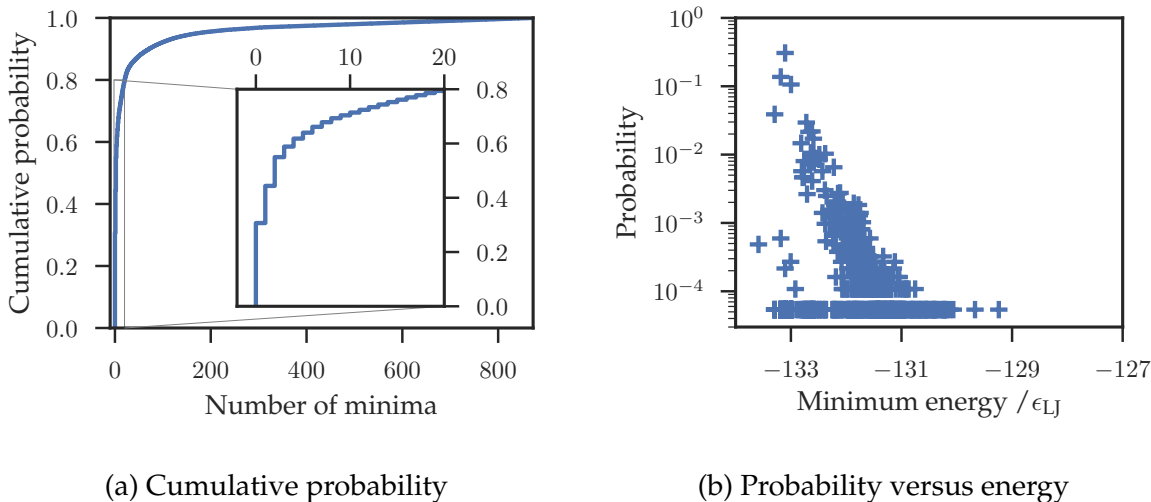 Cumulative probability
1.0
0.8
0.6
0.4
0.2
0.0
0 200 400 600 800
Number of minima
0 10 20
0.8
0.6
0.4
0.2
0.0
(a) Cumulative probability
Probability
10^0
10^−1
10^−2
10^−3
10^−4
−133 −131 −129 −127
Minimum energy /ϵ_LJ
(b) Probability versus energy